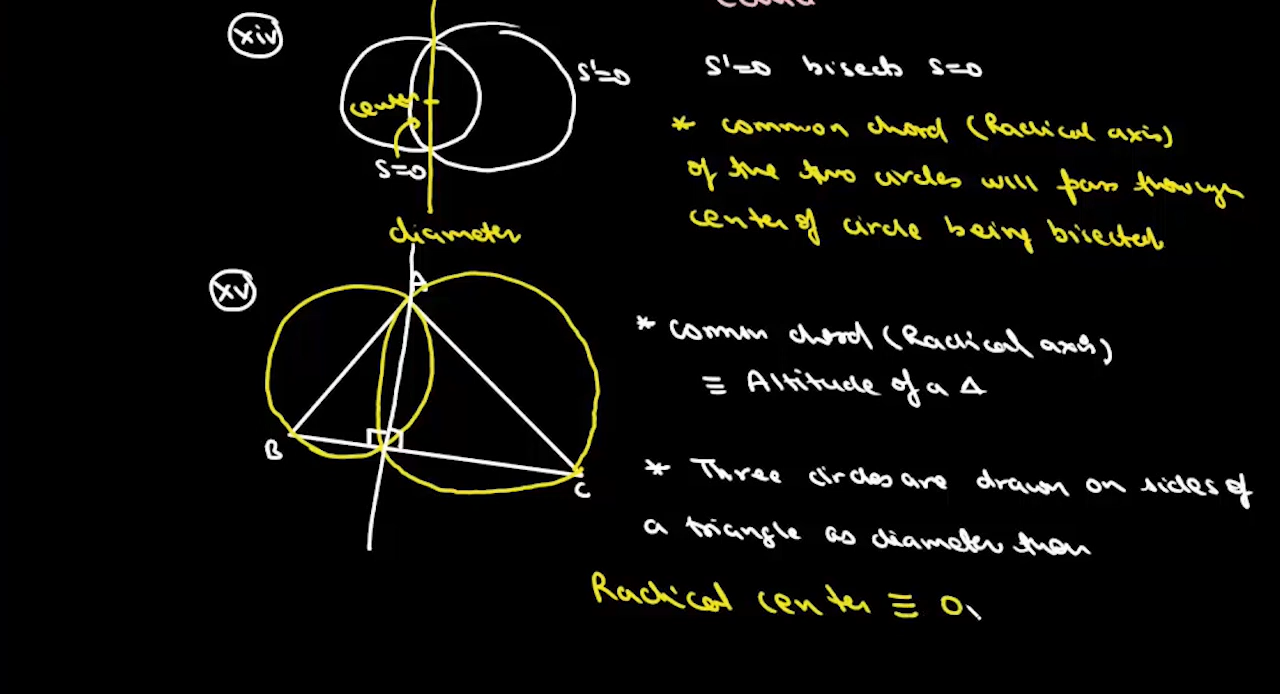 xiv
S'=0
S'=0 bisects S=0
center
S=0
* common chord (Radical axis)
of the two circles will pass through
center of circle being bisected
diameter
xv
A
B
C
* common chord (Radical axis)
≡ Altitude of a Δ
* Three circles are drawn on sides of
a triangle as diameter then
Radical center ≡ O